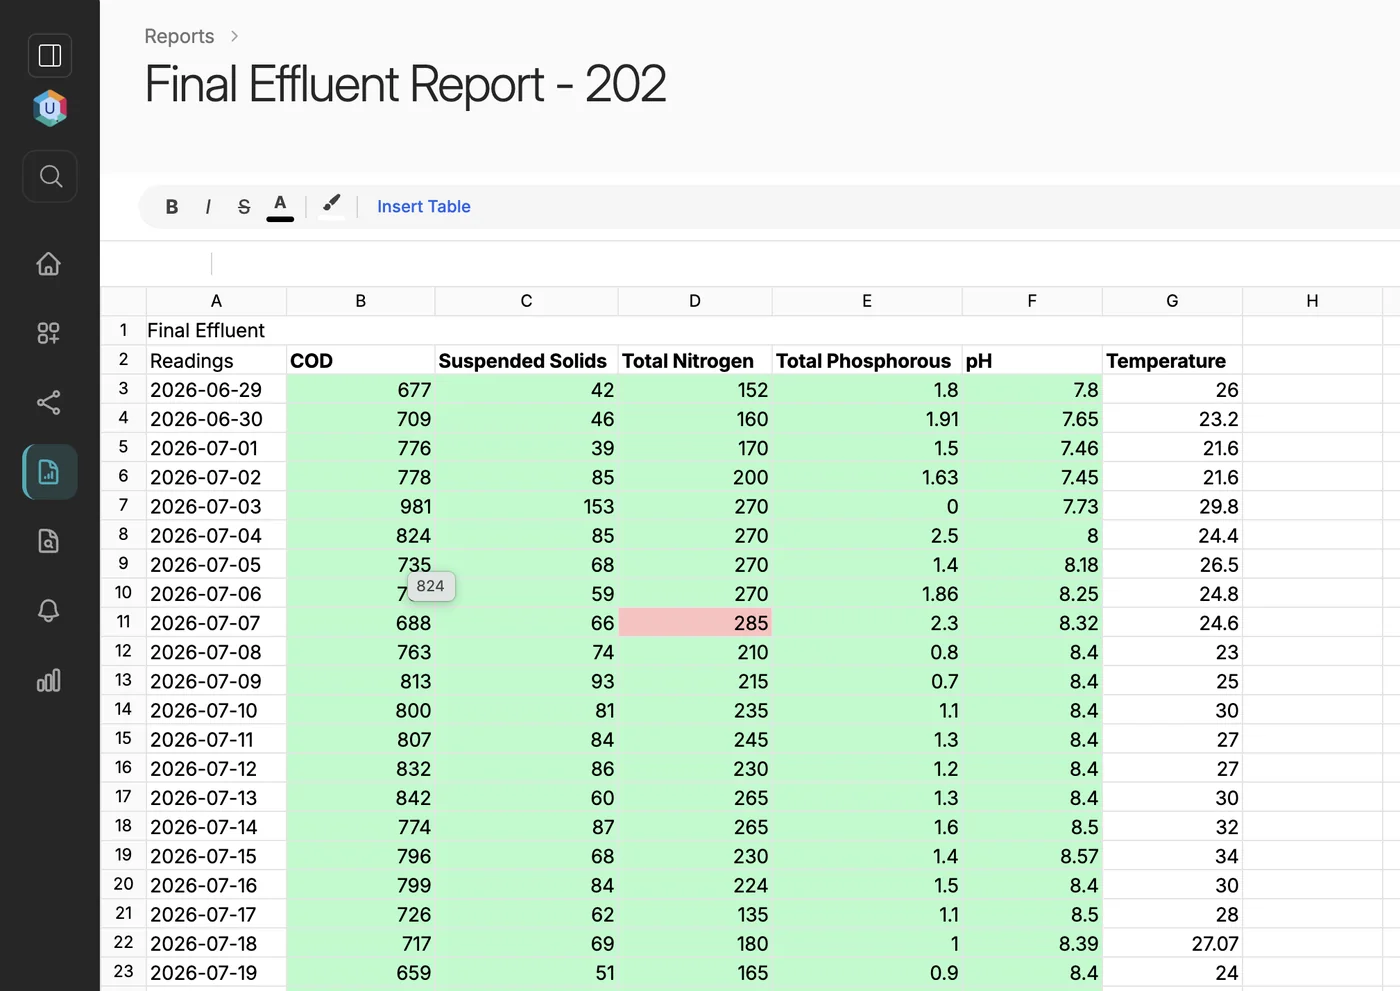 Reports >
Final Effluent Report - 202
U
B I S A Insert Table
A B C D E F G H
1 Final Effluent
2 Readings COD Suspended Solids Total Nitrogen Total Phosphorous pH Temperature
3 2026-06-29 677 42 152 1.8 7.8 26
4 2026-06-30 709 46 160 1.91 7.65 23.2
5 2026-07-01 776 39 170 1.5 7.46 21.6
6 2026-07-02 778 85 200 1.63 7.45 21.6
7 2026-07-03 981 153 270 0 7.73 29.8
8 2026-07-04 824 85 270 2.5 8 24.4
9 2026-07-05 735 68 270 1.4 8.18 26.5
824
10 2026-07-06 59 270 1.86 8.25 24.8
11 2026-07-07 688 66 285 2.3 8.32 24.6
12 2026-07-08 763 74 210 0.8 8.4 23
13 2026-07-09 813 93 215 0.7 8.4 25
14 2026-07-10 800 81 235 1.1 8.4 30
15 2026-07-11 807 84 245 1.3 8.4 27
16 2026-07-12 832 86 230 1.2 8.4 27
17 2026-07-13 842 60 265 1.3 8.4 30
18 2026-07-14 774 87 265 1.6 8.5 32
19 2026-07-15 796 68 230 1.4 8.57 34
20 2026-07-16 799 84 224 1.5 8.4 30
21 2026-07-17 726 62 135 1.1 8.5 28
22 2026-07-18 717 69 180 1 8.39 27.07
23 2026-07-19 659 51 165 0.9 8.4 24